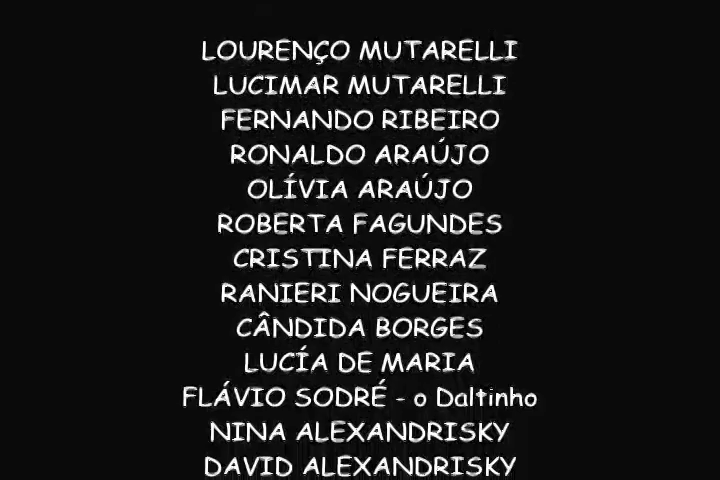 LOURENÇO MUTARELLI
LUCIMAR MUTARELLI
FERNANDO RIBEIRO
RONALDO ARAÚJO
OLÍVIA ARAÚJO
ROBERTA FAGUNDES
CRISTINA FERRAZ
RANIERI NOGUEIRA
CÂNDIDA BORGES
LUCÍA DE MARIA
FLÁVIO SODRÉ - o Daltinho
NINA ALEXANDRISKY
DAVID ALEXANDRISKY